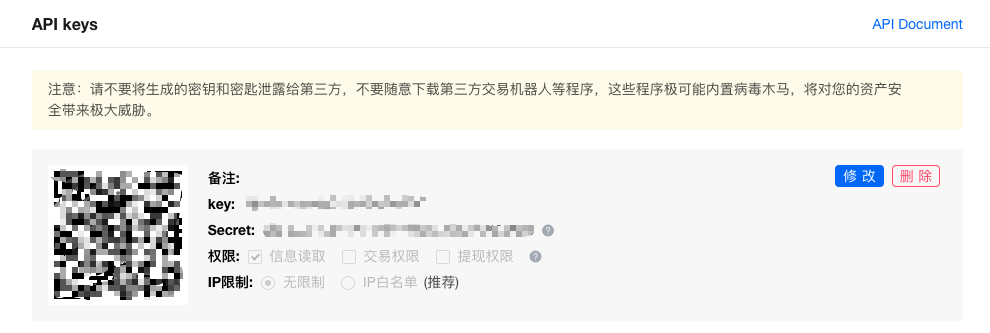 API keys
API Document
注意：请不要将生成的密钥和密匙泄露给第三方，不要随意下载第三方交易机器人等程序，这些程序极可能内置病毒木马，将对您的资产安
全带来极大威胁。
备注:
修 改
删 除
key:
Secret: ?
权限: 信息读取 交易权限 提现权限 ?
IP限制: 无限制 IP白名单 (推荐)